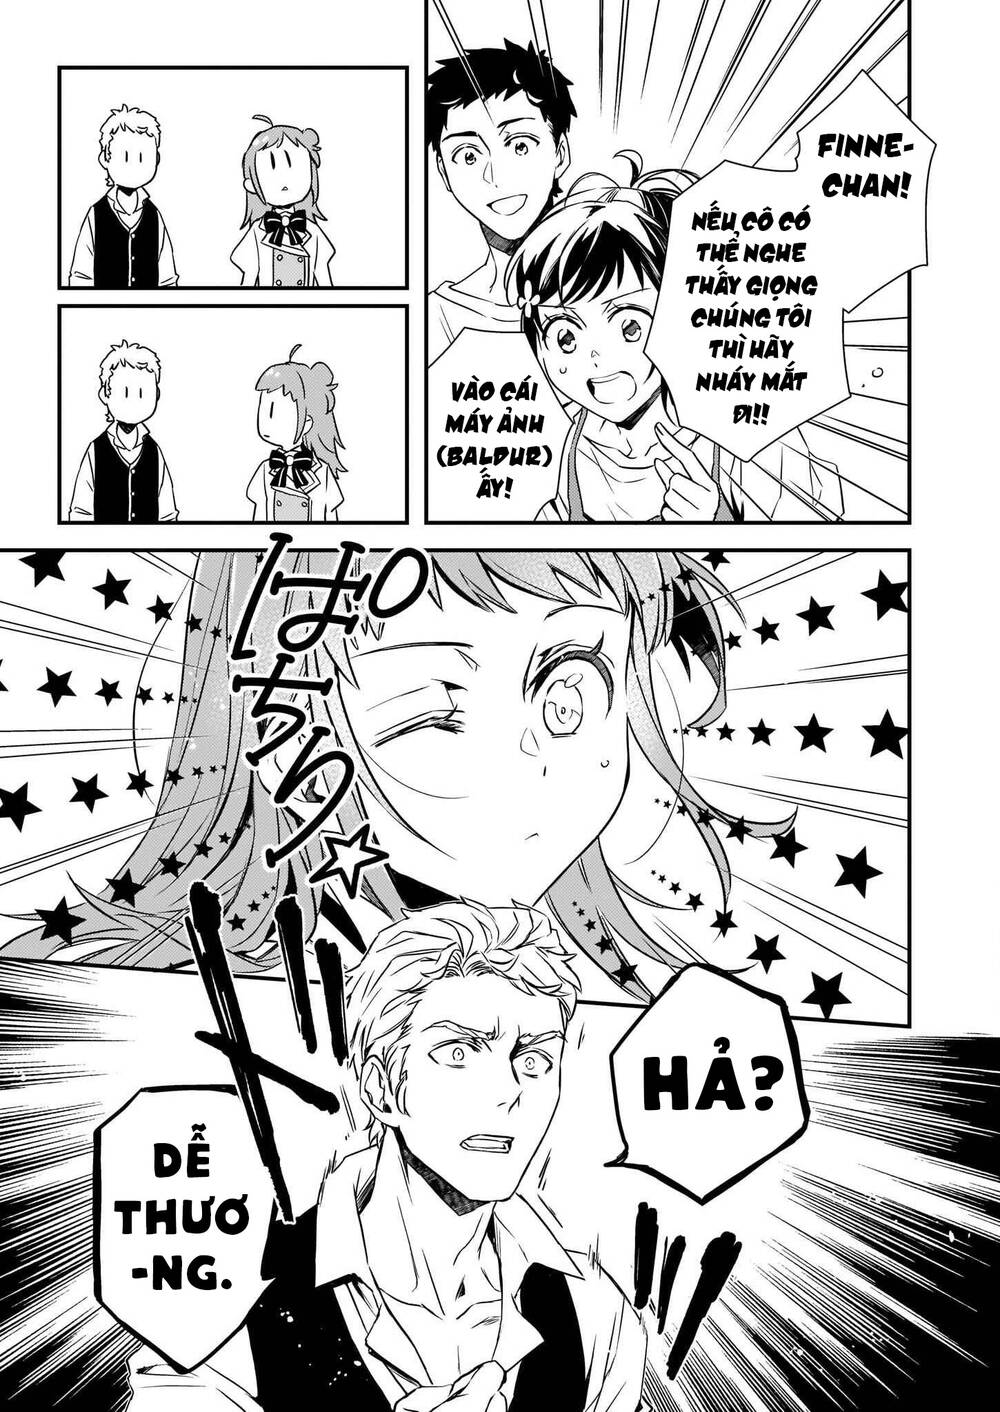 FINNE-
CHAN!
NẾU CÔ CÓ
THỂ NGHE
THẤY GIỌNG
CHÚNG TÔI
THÌ HÃY
NHÁY MẮT
ĐI!!
VÀO CÁI
MÁY ẢNH
(BALDUR)
ẤY!
ぱちり☆
HẢ?
DỄ
THƯƠ
-NG.